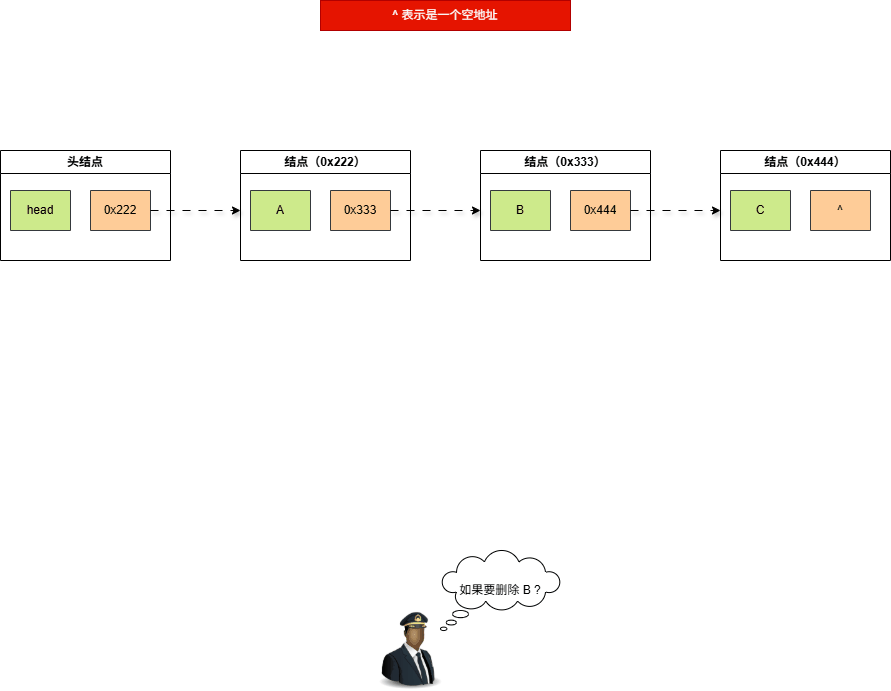 ^ 表示是一个空地址
头结点
结点（0x222）
结点（0x333）
结点（0x444）
head
0x222
A
0x333
B
0x444
C
^
如果要删除 B ?